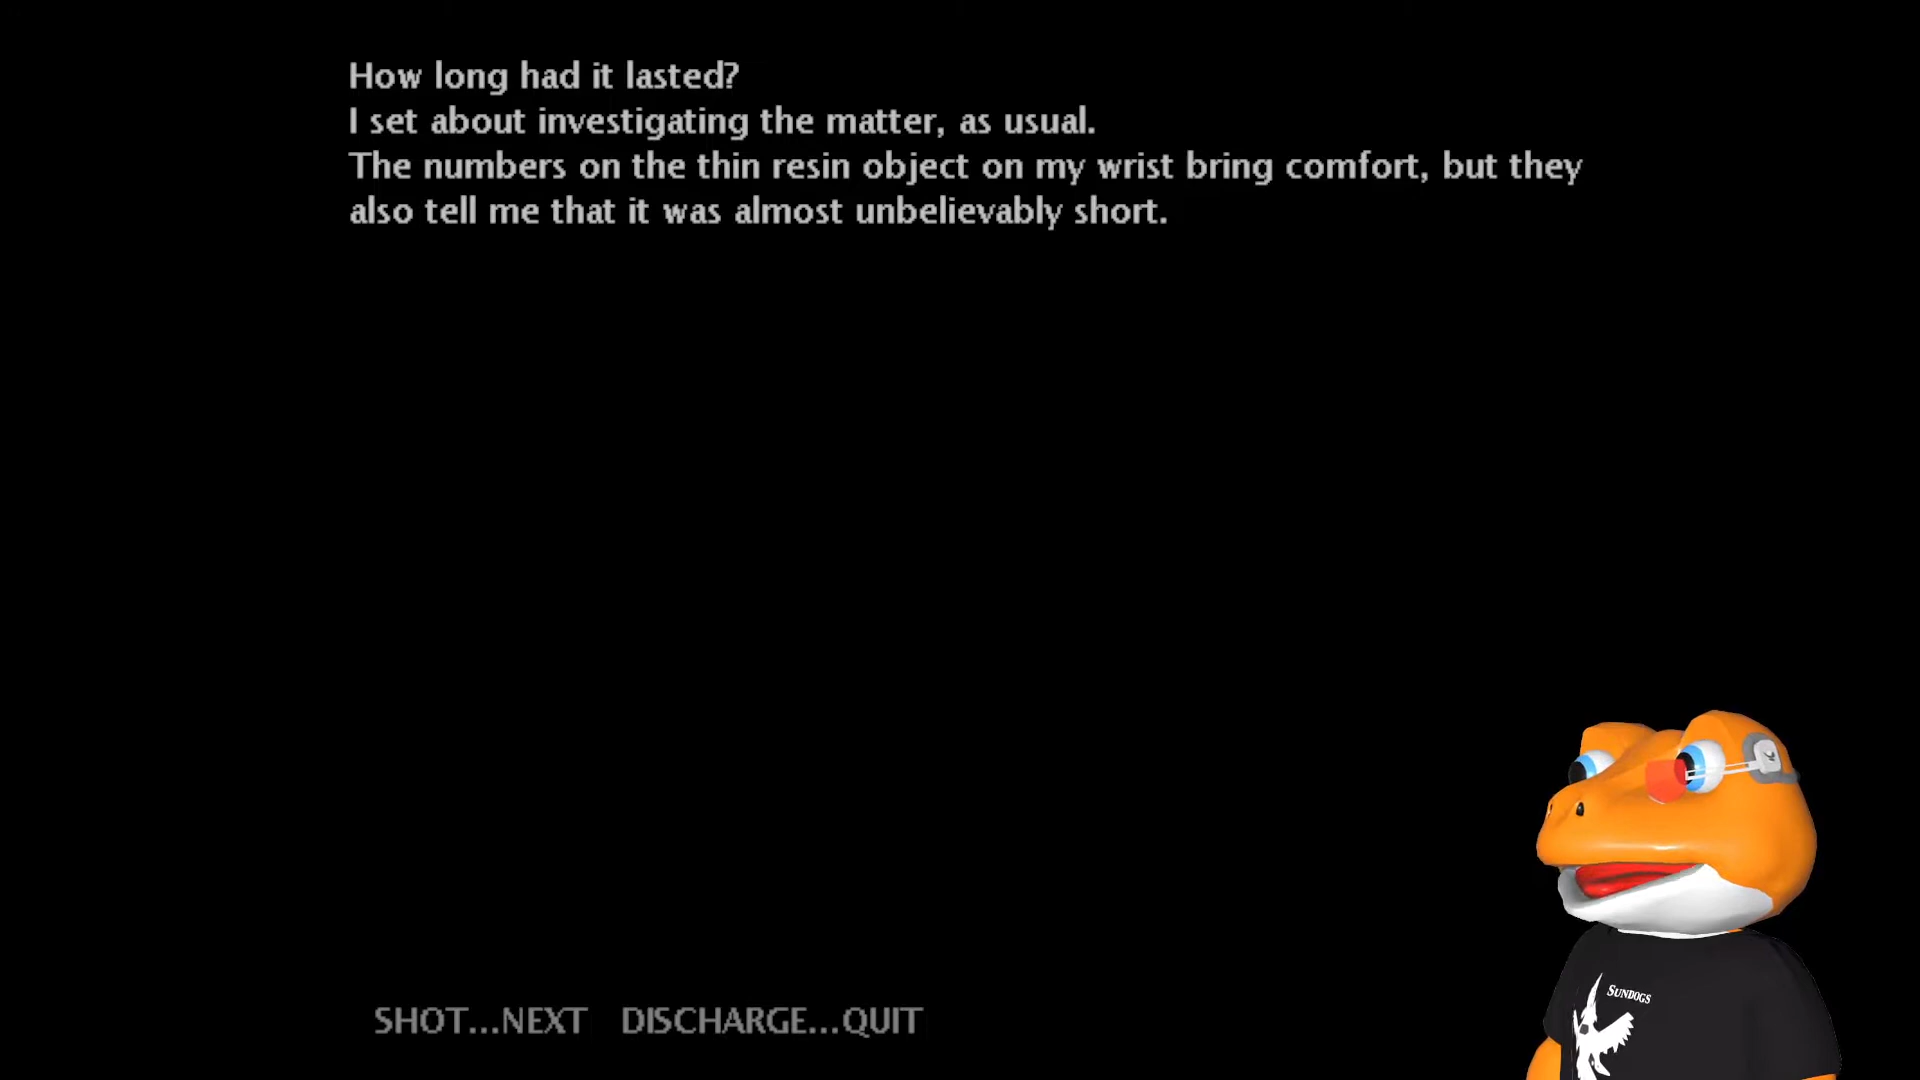 How long had it lasted?
I set about investigating the matter, as usual.
The numbers on the thin resin object on my wrist bring comfort, but they
also tell me that it was almost unbelievably short.
SUNDOGS
SHOT...NEXT DISCHARGE...QUIT